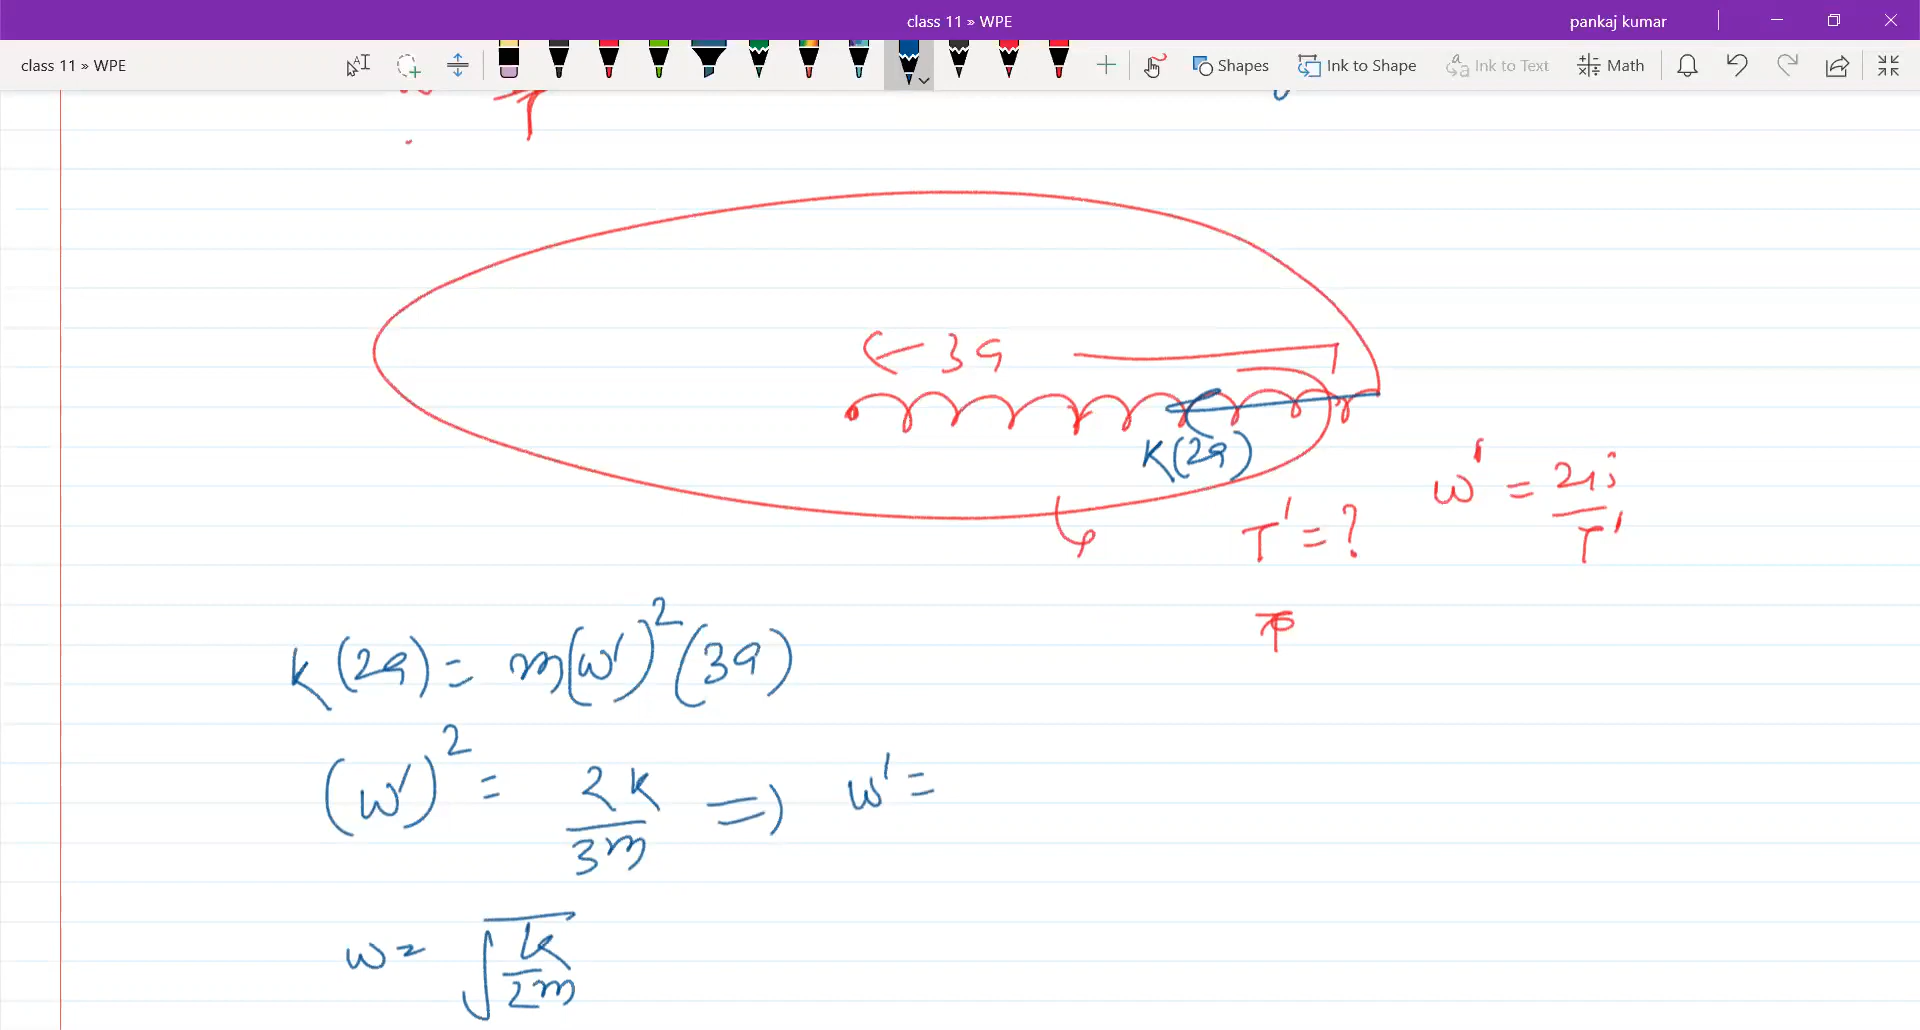 class 11 » WPE
pankaj kumar
class 11 » WPE
Shapes
Ink to Shape
Ink to Text
Math
T
← 3a
K(2a)
ω' = 2π / T'
T' = ?
k(2a) = m(ω')²(3a)
(ω')² = 2k / 3m ⇒ ω' =
ω = √(k / 2m)